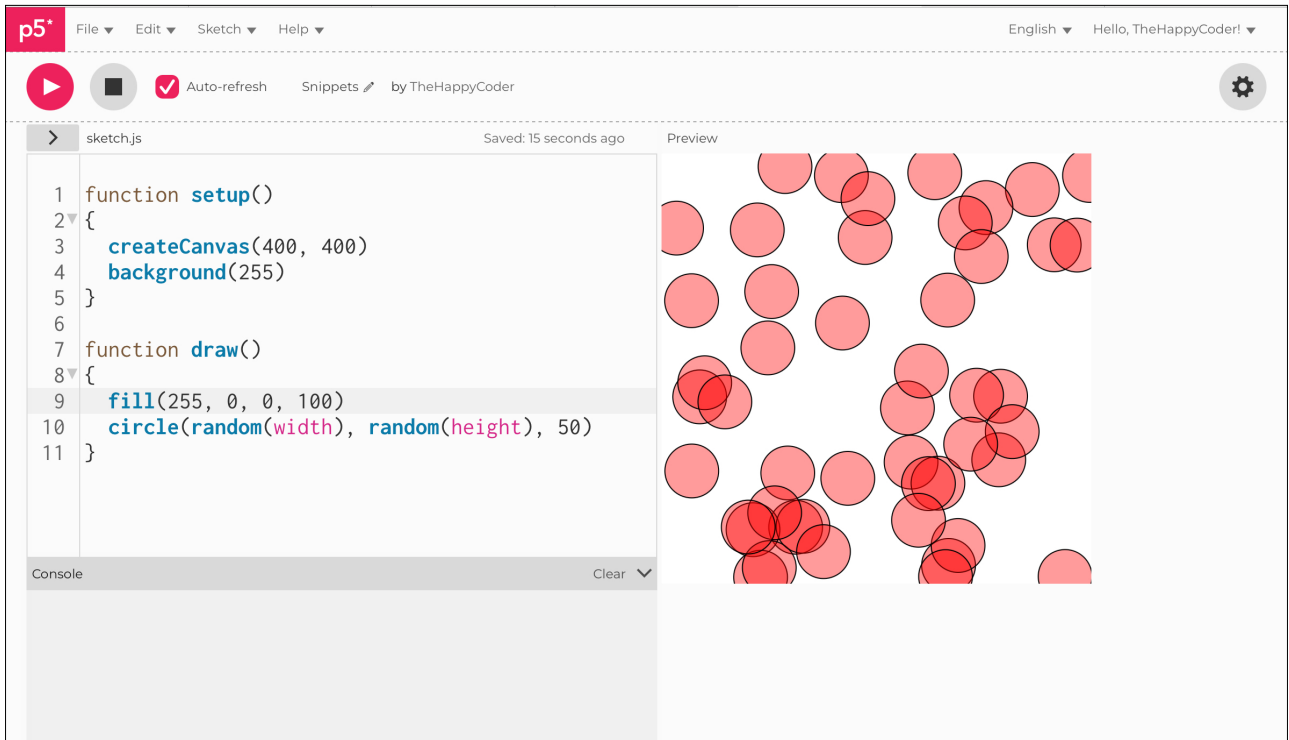 p5* File Edit Sketch Help English Hello, TheHappyCoder!
Auto-refresh Snippets by TheHappyCoder
sketch.js Saved: 15 seconds ago Preview
1 function setup()
2 {
3 createCanvas(400, 400)
4 background(255)
5 }
6
7 function draw()
8 {
9 fill(255, 0, 0, 100)
10 circle(random(width), random(height), 50)
11 }
Console Clear